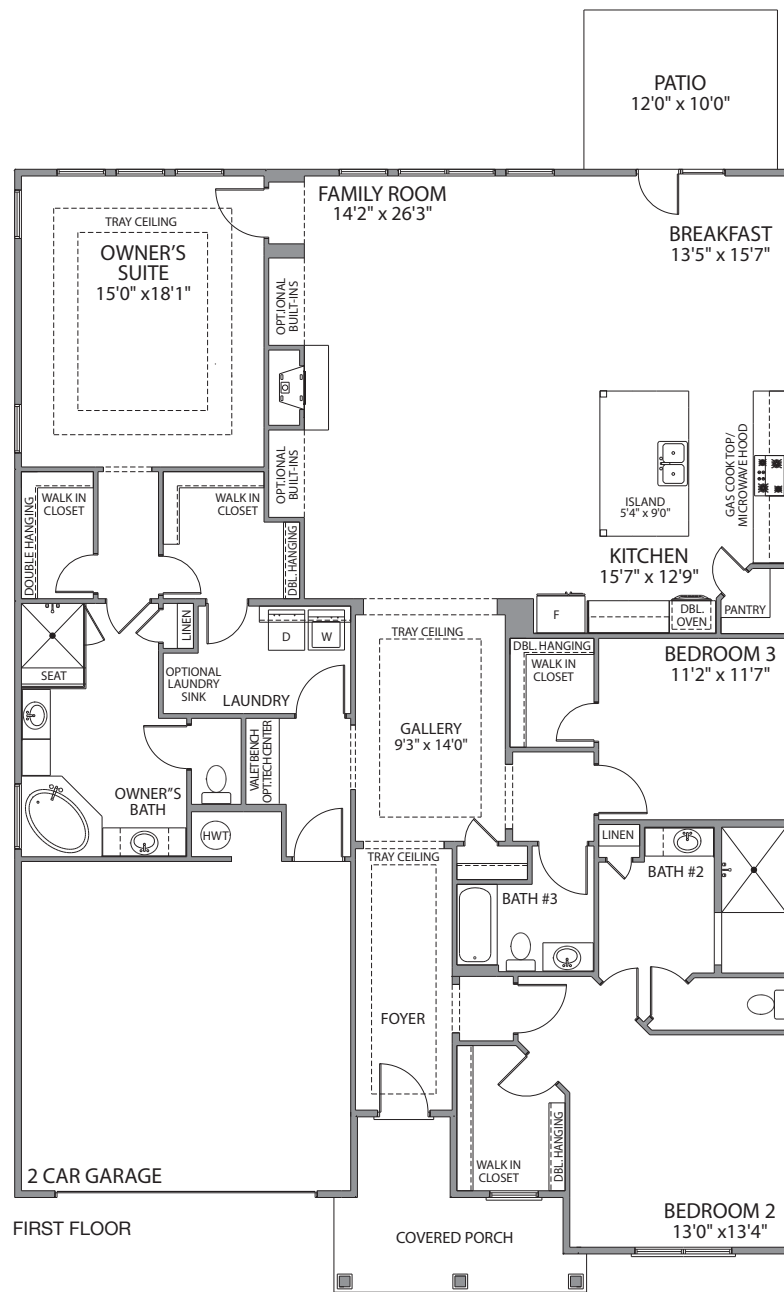 PATIO
12'0" x 10'0"
FAMILY ROOM
14'2" x 26'3"
TRAY CEILING
OWNER'S
SUITE
15'0" x18'1"
BREAKFAST
13'5" x 15'7"
OPTIONAL
BUILT-INS
OPTIONAL
BUILT-INS
GAS COOK TOP/
MICROWAVE HOOD
ISLAND
5'4" x 9'0"
WALK IN
CLOSET
DOUBLE HANGING
WALK IN
CLOSET
DBL. HANGING
KITCHEN
15'7" x 12'9"
F
DBL.
OVEN
PANTRY
LINEN
D
W
TRAY CEILING
SEAT
OPTIONAL
LAUNDRY
SINK
LAUNDRY
DBL. HANGING
WALK IN
CLOSET
BEDROOM 3
11'2" x 11'7"
GALLERY
9'3" x 14'0"
VALET BENCH
OPT.TECH CENTER
OWNER"S
BATH
HWT
TRAY CEILING
LINEN
BATH #2
BATH #3
FOYER
2 CAR GARAGE
WALK IN
CLOSET
DBL. HANGING
BEDROOM 2
13'0" x13'4"
FIRST FLOOR
COVERED PORCH